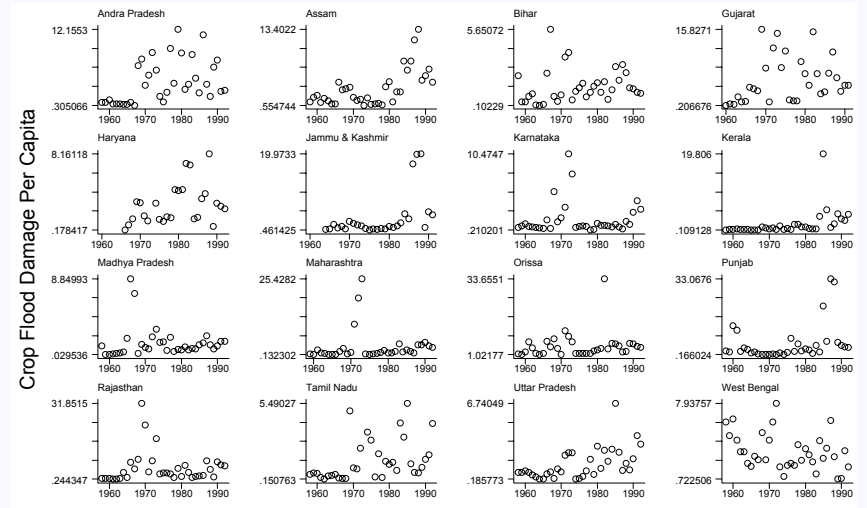 Crop Flood Damage Per Capita
Andra Pradesh
12.1553
.305066
1960 1970 1980 1990
Assam
13.4022
.554744
1960 1970 1980 1990
Bihar
5.65072
.10229
1960 1970 1980 1990
Gujarat
15.8271
.206676
1960 1970 1980 1990
Haryana
8.16118
.178417
1960 1970 1980 1990
Jammu & Kashmir
19.9733
.461425
1960 1970 1980 1990
Karnataka
10.4747
.210201
1960 1970 1980 1990
Kerala
19.806
.109128
1960 1970 1980 1990
Madhya Pradesh
8.84993
.029536
1960 1970 1980 1990
Maharashtra
25.4282
.132302
1960 1970 1980 1990
Orissa
33.6551
1.02177
1960 1970 1980 1990
Punjab
33.0676
.166024
1960 1970 1980 1990
Rajasthan
31.8515
.244347
1960 1970 1980 1990
Tamil Nadu
5.49027
.150763
1960 1970 1980 1990
Uttar Pradesh
6.74049
.185773
1960 1970 1980 1990
West Bengal
7.93757
.722506
1960 1970 1980 1990